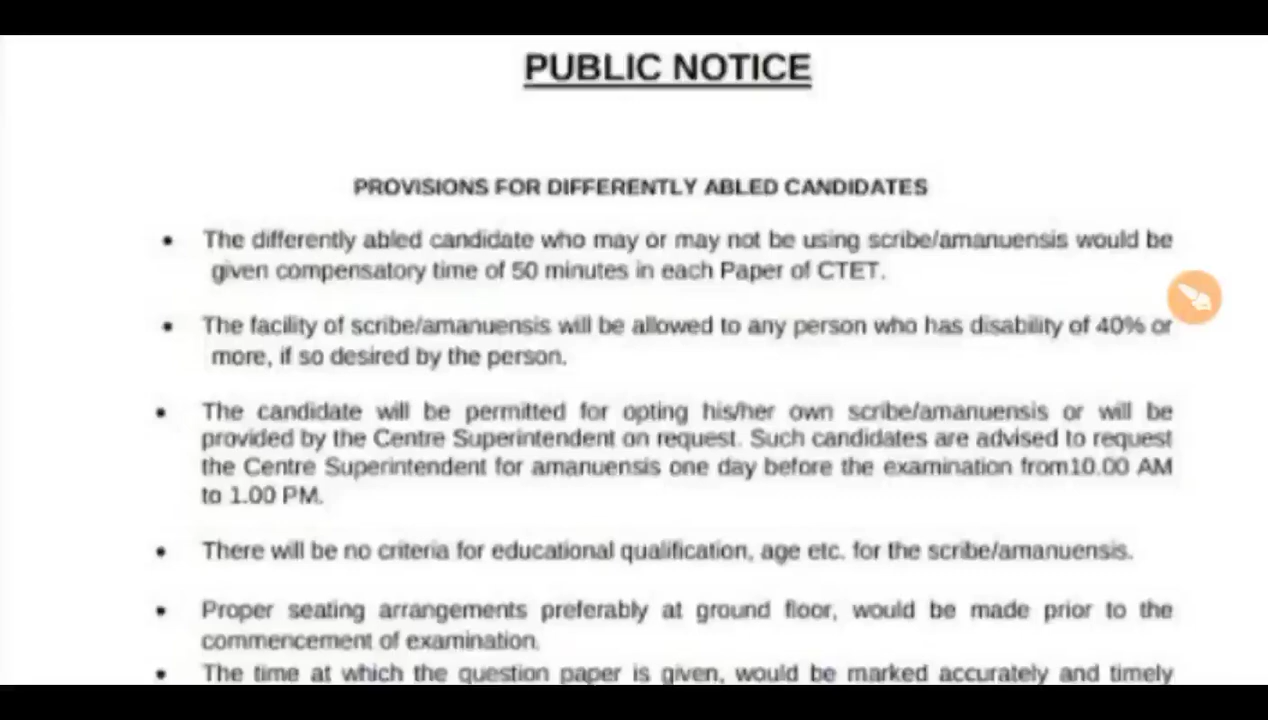 PUBLIC NOTICE
PROVISIONS FOR DIFFERENTLY ABLED CANDIDATES
• The differently abled candidate who may or may not be using scribe/amanuensis would be
given compensatory time of 50 minutes in each Paper of CTET.
• The facility of scribe/amanuensis will be allowed to any person who has disability of 40% or
more, if so desired by the person.
• The candidate will be permitted for opting his/her own scribe/amanuensis or will be
provided by the Centre Superintendent on request. Such candidates are advised to request
the Centre Superintendent for amanuensis one day before the examination from10.00 AM
to 1.00 PM.
• There will be no criteria for educational qualification, age etc. for the scribe/amanuensis.
• Proper seating arrangements preferably at ground floor, would be made prior to the
commencement of examination.
• The time at which the question paper is given, would be marked accurately and timely